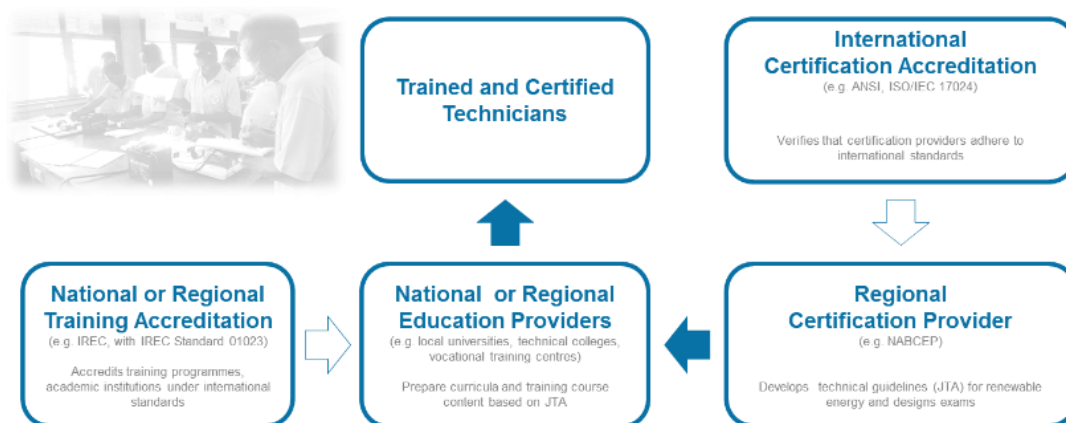 Trained and Certified
Technicians
International
Certification Accreditation
(e.g. ANSI, ISO/IEC 17024)
Verifies that certification providers adhere to
international standards
National or Regional
Training Accreditation
(e.g. IREC, with IREC Standard 01023)
Accredits training programmes,
academic institutions under international
standards
National or Regional
Education Providers
(e.g. local universities, technical colleges,
vocational training centres)
Prepare curricula and training course
content based on JTA
Regional
Certification Provider
(e.g. NABCEP)
Develops technical guidelines (JTA) for renewable
energy and designs exams